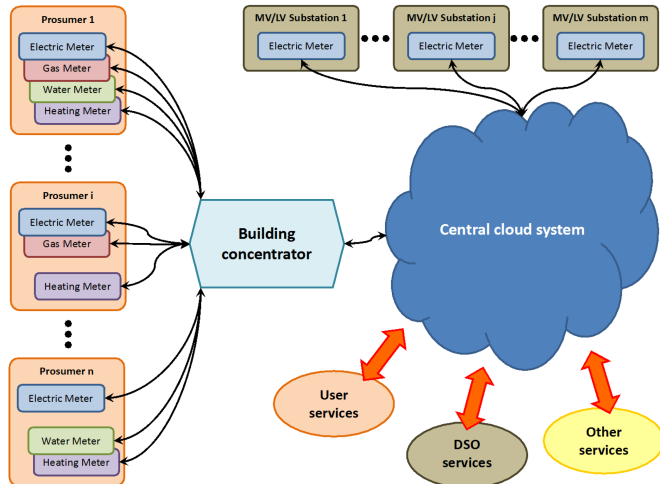 Prosumer 1
Electric Meter
Gas Meter
Water Meter
Heating Meter
Prosumer i
Electric Meter
Gas Meter
Heating Meter
Prosumer n
Electric Meter
Water Meter
Heating Meter
Building
concentrator
MV/LV Substation 1
Electric Meter
MV/LV Substation j
Electric Meter
MV/LV Substation m
Electric Meter
Central cloud system
User
services
DSO
services
Other
services